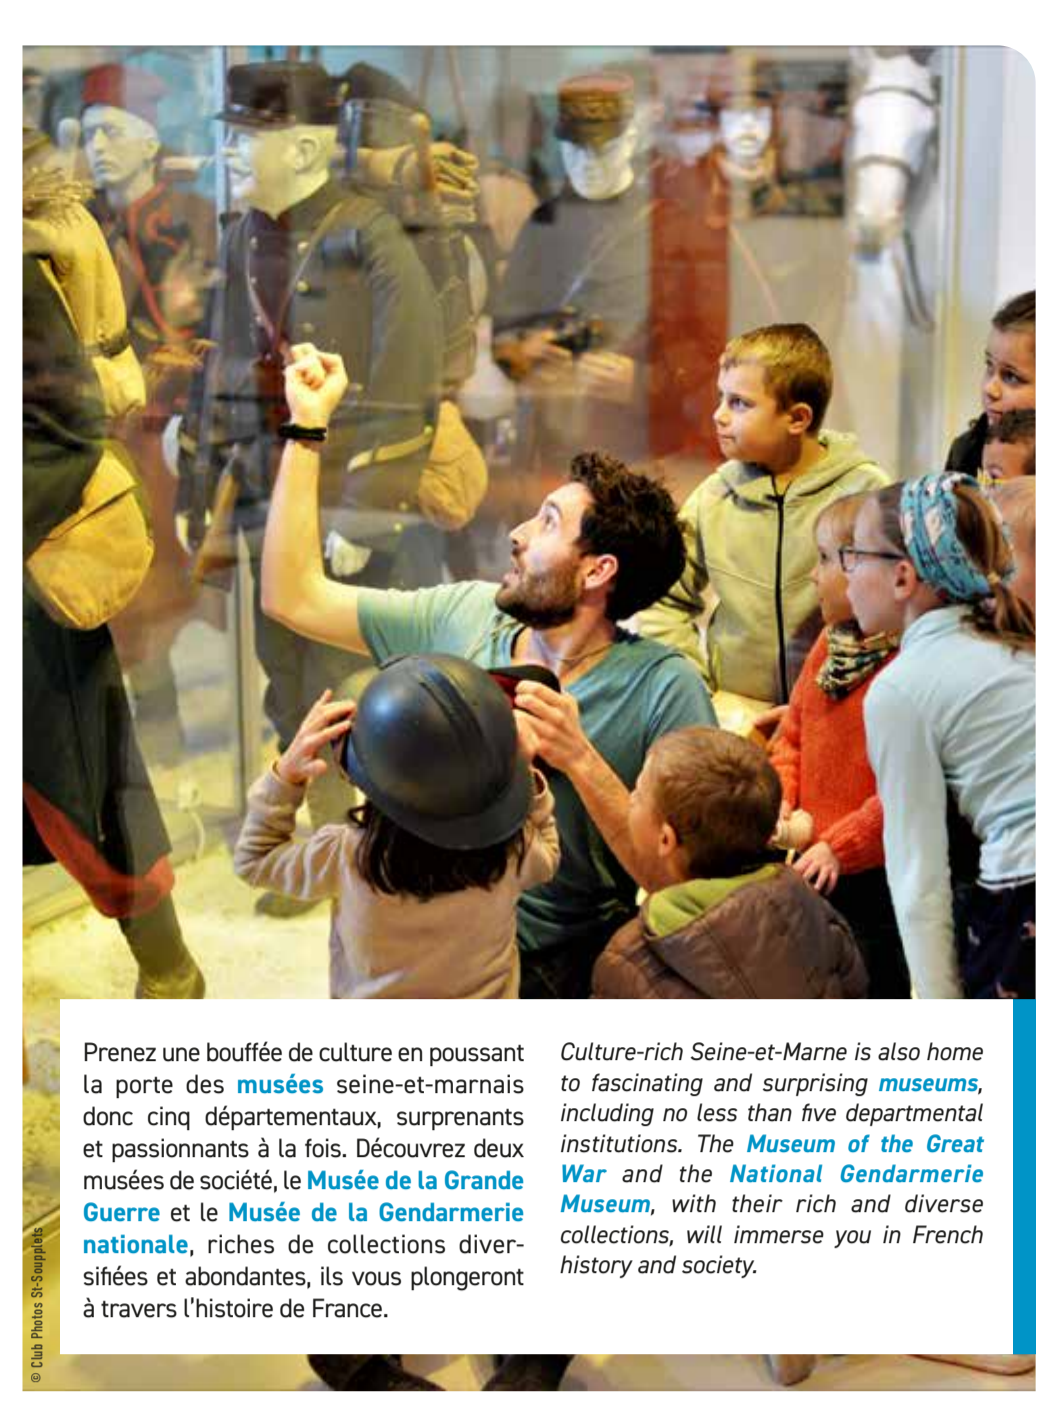 Prenez une bouffée de culture en poussant
la porte des musées seine-et-marnais
donc cinq départementaux, surprenants
et passionnants à la fois. Découvrez deux
musées de société, le Musée de la Grande
Guerre et le Musée de la Gendarmerie
nationale, riches de collections diver-
sifiées et abondantes, ils vous plongeront
à travers l'histoire de France.
Culture-rich Seine-et-Marne is also home
to fascinating and surprising museums,
including no less than five departmental
institutions. The Museum of the Great
War and the National Gendarmerie
Museum, with their rich and diverse
collections, will immerse you in French
history and society.
© Club Photos St-Soupplets